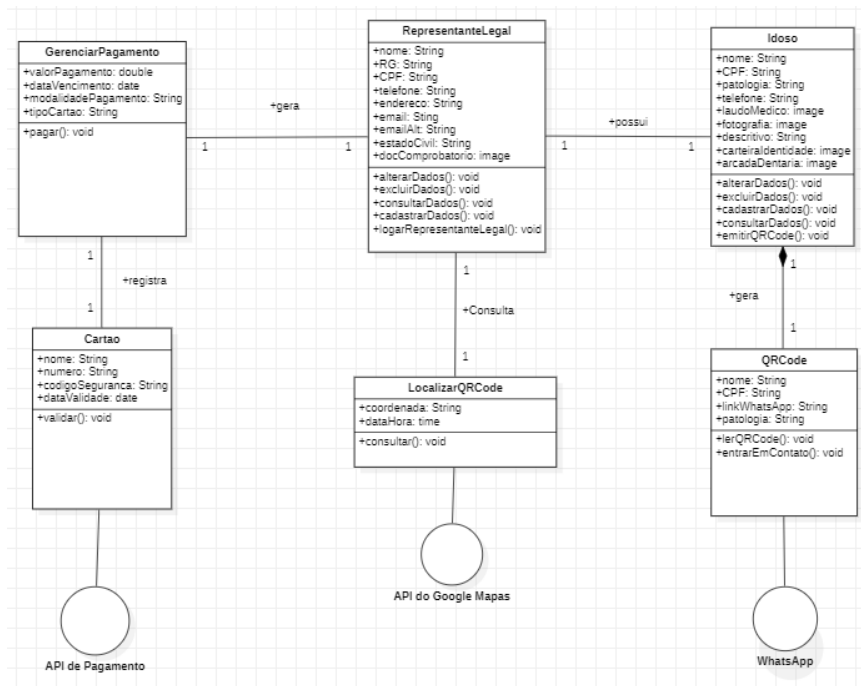 GerenciarPagamento
+valorPagamento: double
+dataVencimento: date
+modalidadePagamento: String
+tipoCartao: String
+pagar(): void
+gera
1
1
RepresentanteLegal
+nome: String
+RG: String
+CPF: String
+telefone: String
+endereco: String
+email: Sting
+emailAlt: String
+estadoCivil: String
+docComprobatorio: image
+alterarDados(): void
+excluirDados(): void
+consultarDados(): void
+cadastrarDados(): void
+logarRepresentanteLegal(): void
+possui
1
1
Idoso
+nome: String
+CPF: String
+patologia: String
+telefone: String
+laudoMedico: image
+fotografia: image
+descritivo: String
+carteiraIdentidade: image
+arcadaDentaria: image
+alterarDados(): void
+excluirDados(): void
+cadastrarDados(): void
+consultarDados(): void
+emitirQRCode(): void
1
+registra
1
Cartao
+nome: String
+numero: String
+codigoSeguranca: String
+dataValidade: date
+validar(): void
API de Pagamento
1
+Consulta
1
LocalizarQRCode
+coordenada: String
+dataHora: time
+consultar(): void
API do Google Mapas
1
+gera
1
QRCode
+nome: String
+CPF: String
+linkWhatsApp: String
+patologia: String
+lerQRCode(): void
+entrarEmContato(): void
WhatsApp